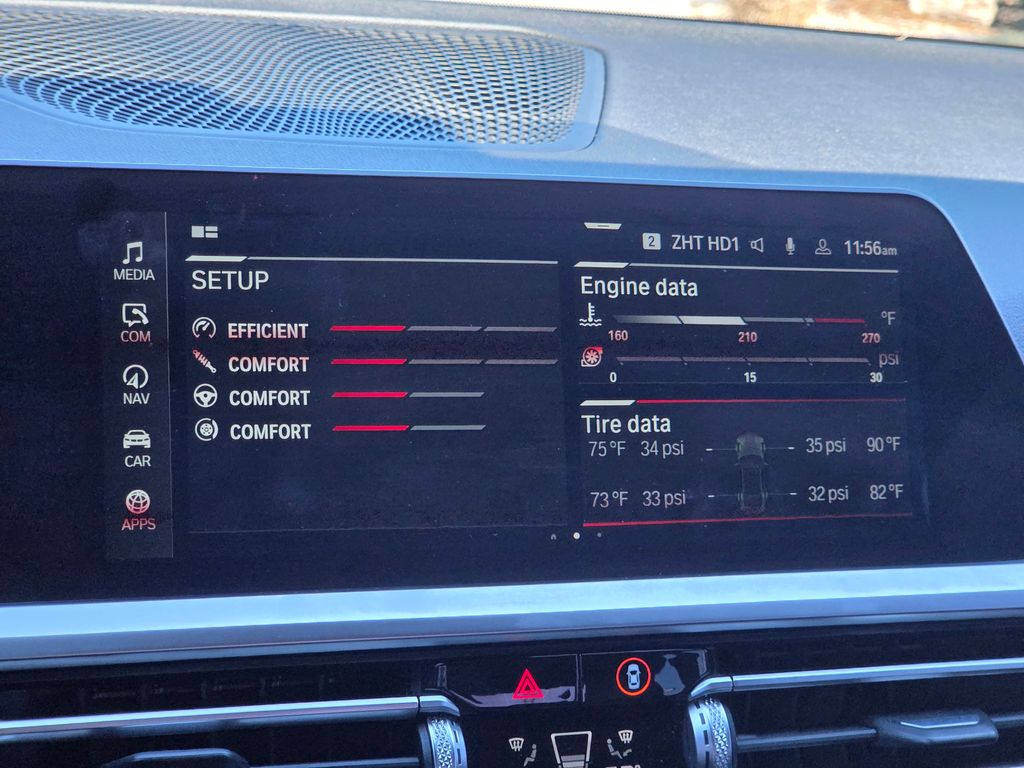 2 ZHT HD1 11:56am
MEDIA
COM
NAV
CAR
APPS
SETUP
EFFICIENT
COMFORT
COMFORT
COMFORT
Engine data
°F
160 210 270
psi
0 15 30
Tire data
75°F 34 psi 35 psi 90°F
73°F 33 psi 32 psi 82°F